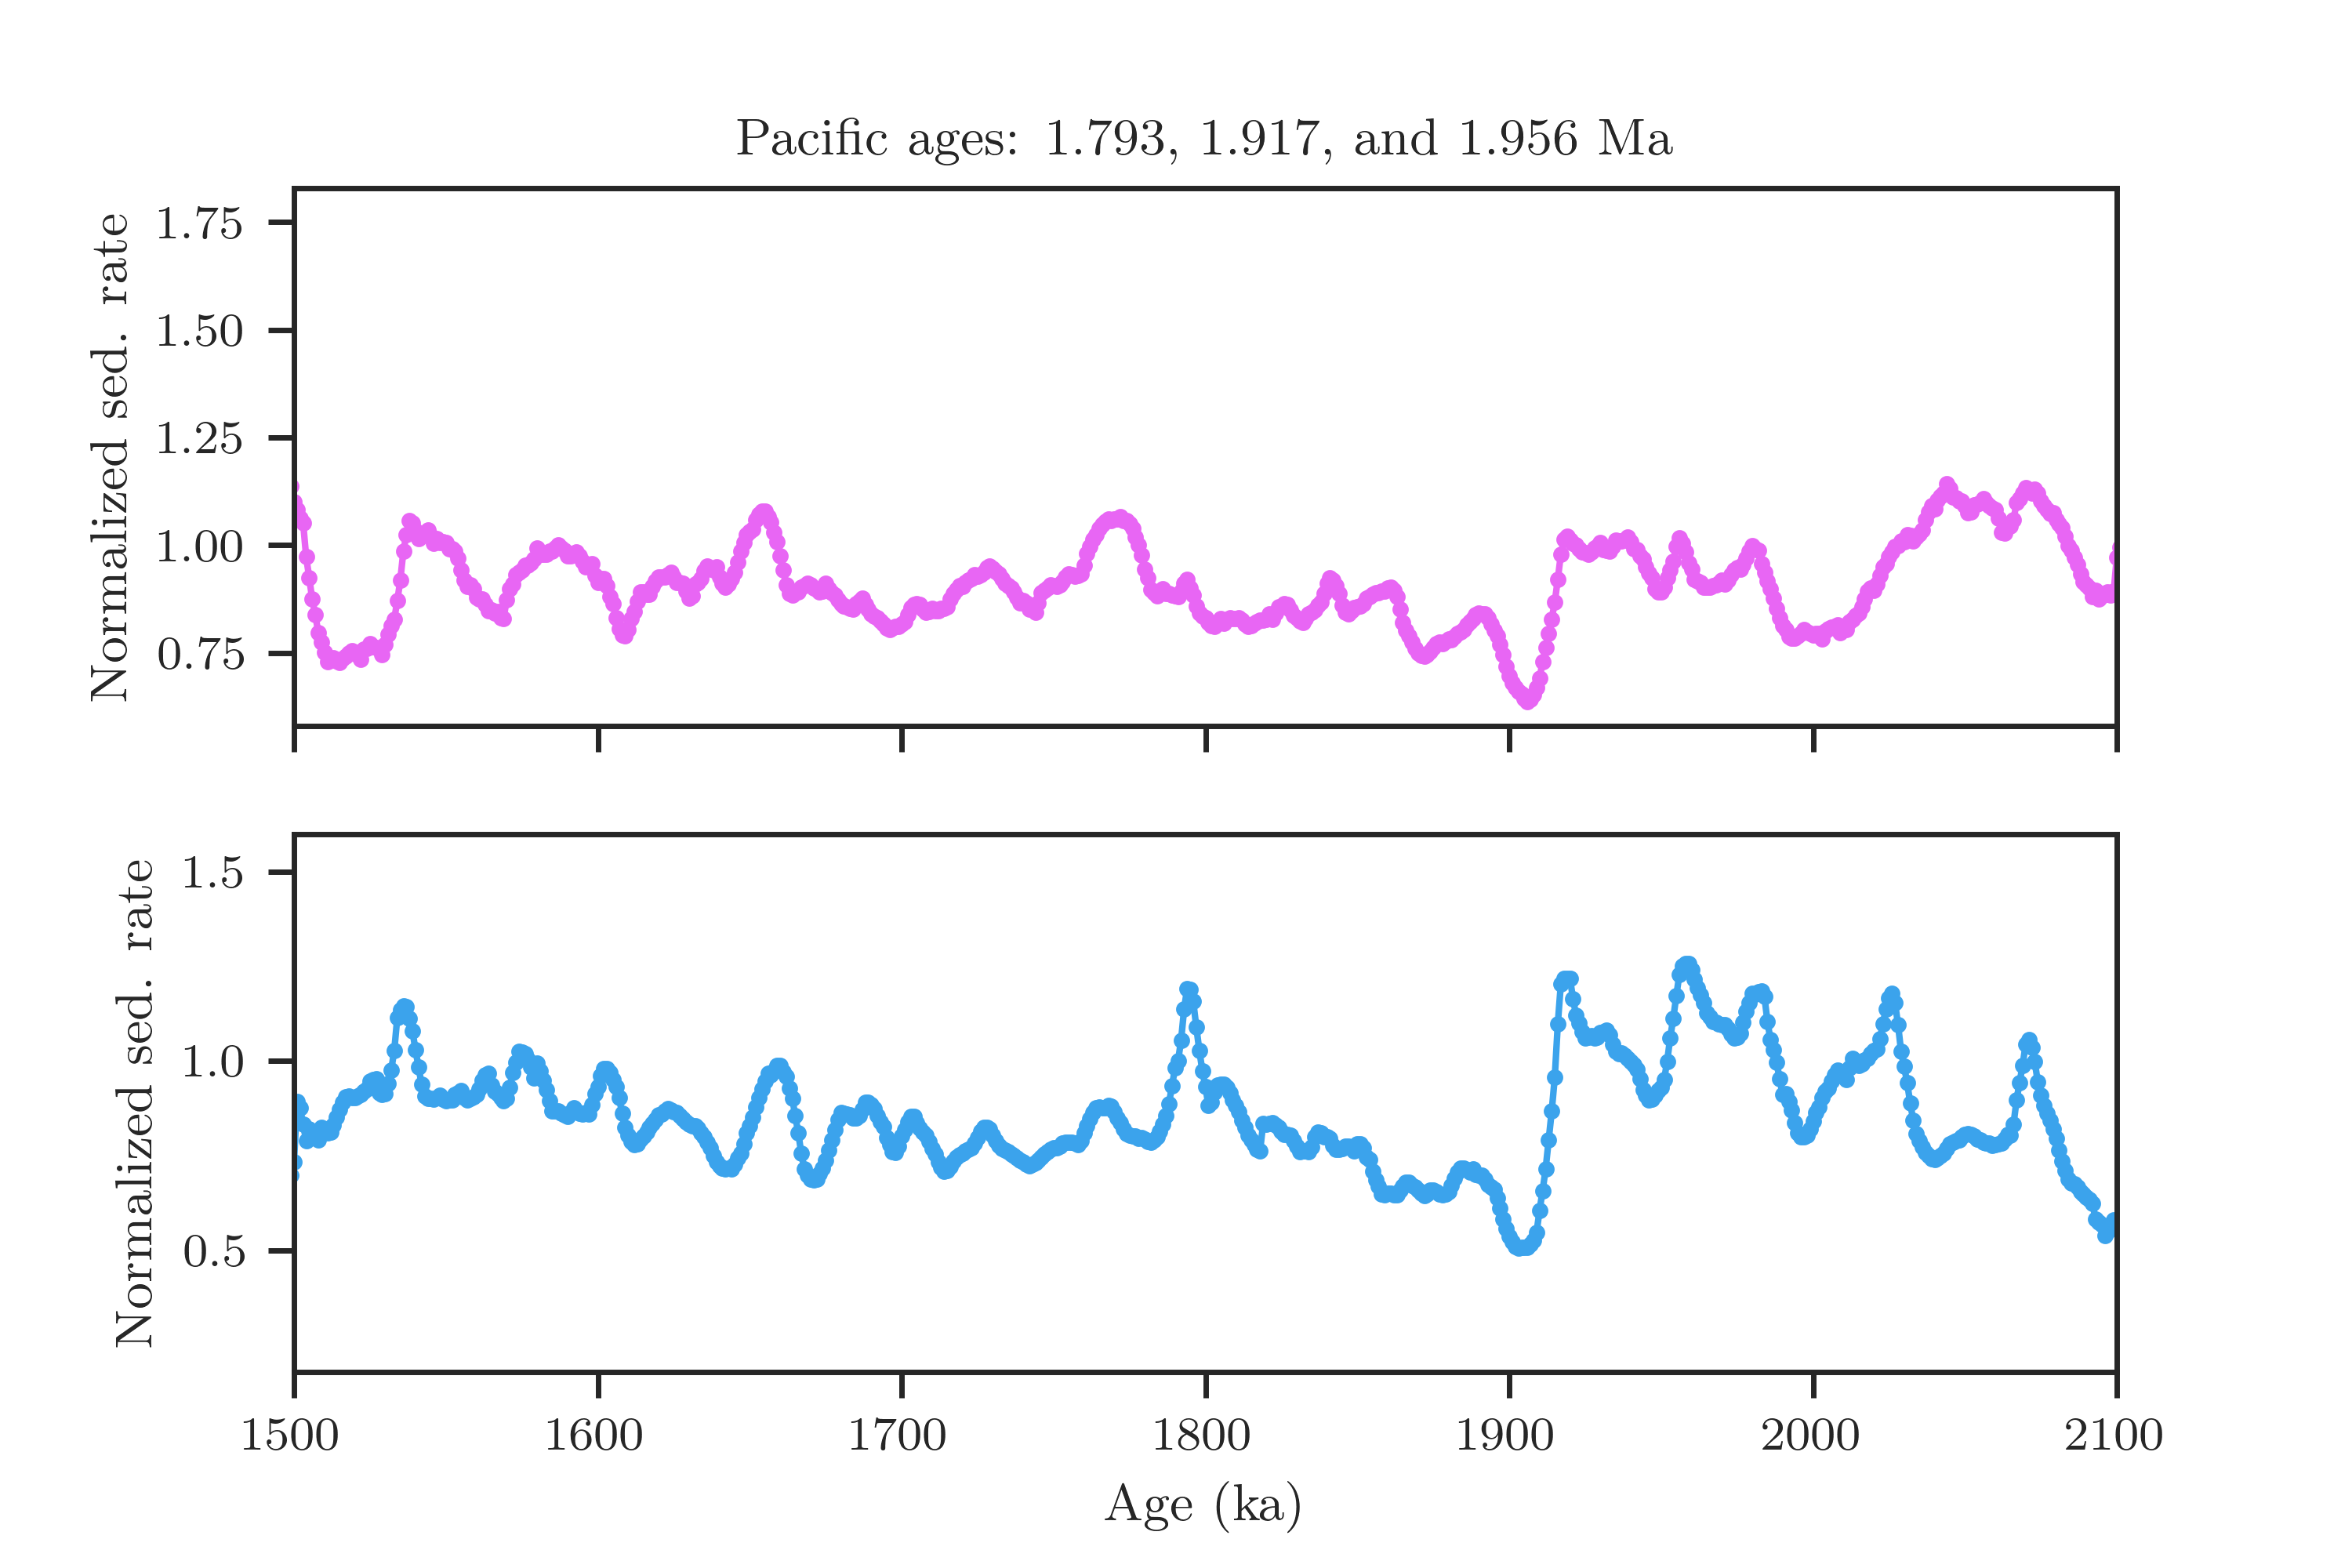 Pacific ages: 1.793, 1.917, and 1.956 Ma
Normalized sed. rate
1.75
1.50
1.25
1.00
0.75
Normalized sed. rate
1.5
1.0
0.5
1500 1600 1700 1800 1900 2000 2100
Age (ka)